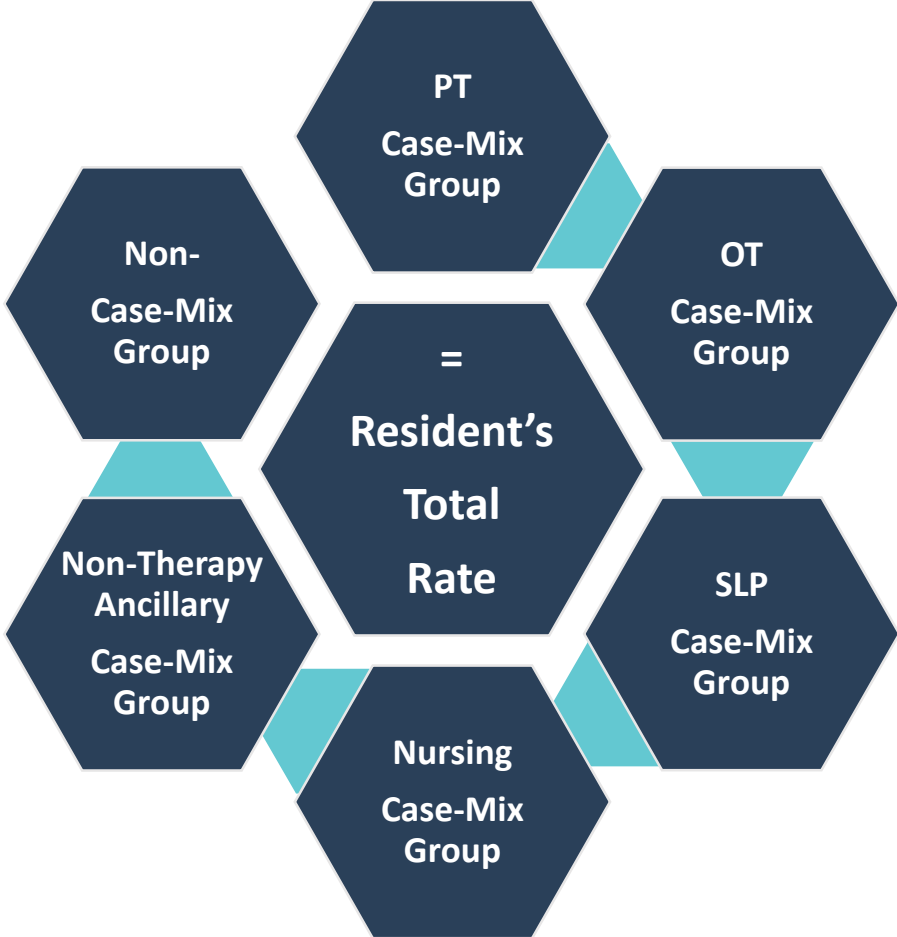 PT
Case-Mix
Group
OT
Case-Mix
Group
SLP
Case-Mix
Group
Nursing
Case-Mix
Group
Non-Therapy
Ancillary
Case-Mix
Group
Non-
Case-Mix
Group
=
Resident’s
Total
Rate